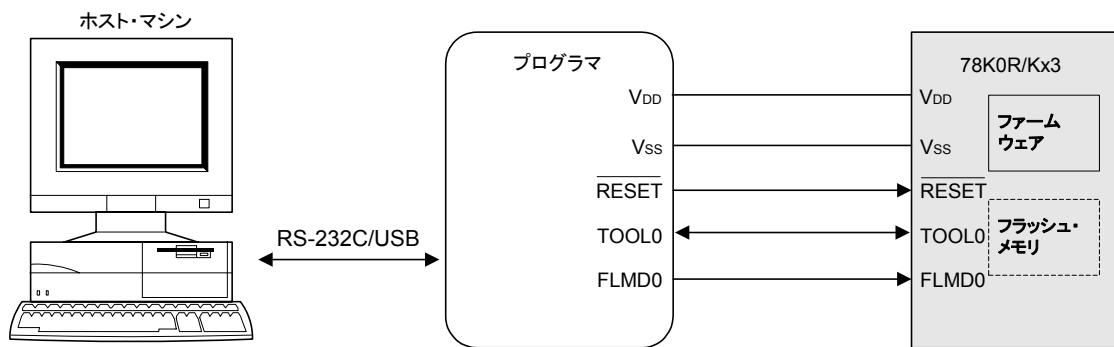 ホスト・マシン
プログラマ
78K0R/Kx3
VDD
VDD
ファーム
ウェア
VSS
VSS
RESET
RESET
RS-232C/USB
TOOL0
TOOL0
フラッシュ・
メモリ
FLMD0
FLMD0